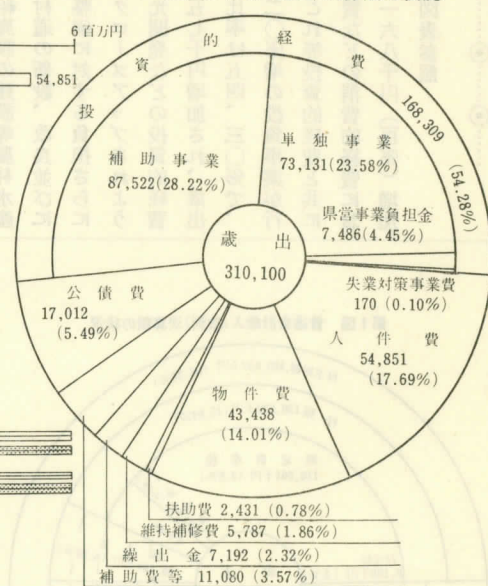 6百万円
54,851
投資的経費
168,309
(54.28%)
補助事業
87,522(28.22%)
単独事業
73,131(23.58%)
県営事業負担金
7,486(4.45%)
失業対策事業費
170 (0.10%)
歳出
310,100
公債費
17,012
(5.49%)
人件費
54,851
(17.69%)
物件費
43,438
(14.01%)
扶助費 2,431 (0.78%)
維持補修費 5,787 (1.86%)
繰出金 7,192 (2.32%)
補助費等 11,080 (3.57%)